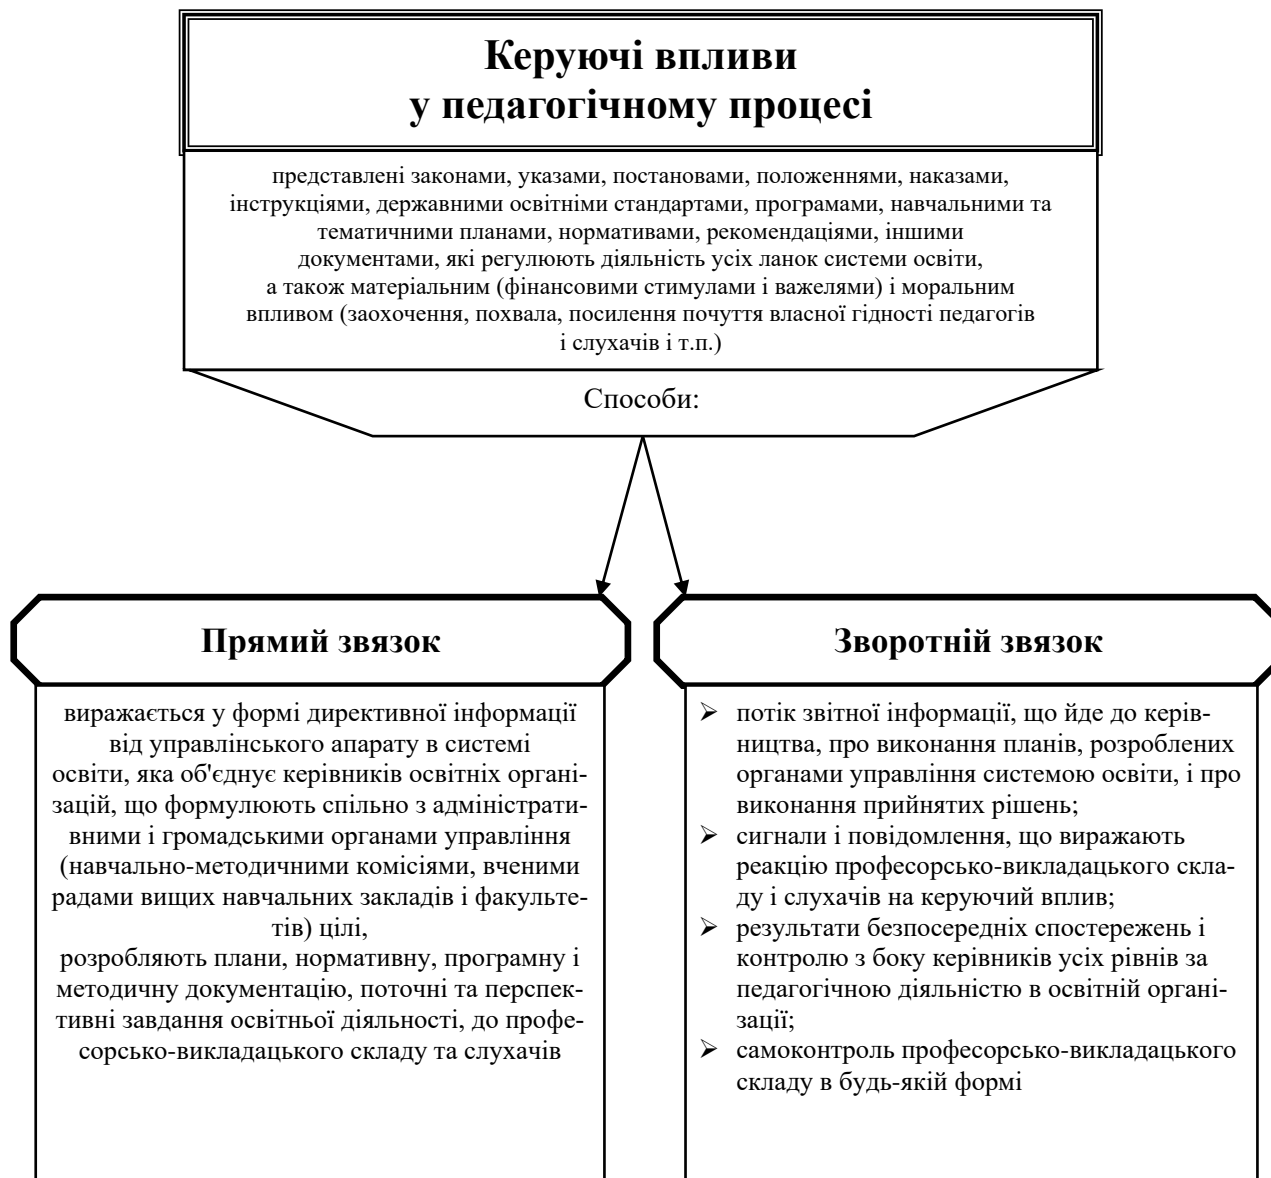 Керуючі впливи
у педагогічному процесі
представлені законами, указами, постановами, положеннями, наказами,
інструкціями, державними освітніми стандартами, програмами, навчальними та
тематичними планами, нормативами, рекомендаціями, іншими
документами, які регулюють діяльність усіх ланок системи освіти,
а також матеріальним (фінансовими стимулами і важелями) і моральним
впливом (заохочення, похвала, посилення почуття власної гідності педагогів
і слухачів і т.п.)
Способи:
Прямий звязок
виражається у формі директивної інформації
від управлінського апарату в системі
освіти, яка об'єднує керівників освітніх органі-
зацій, що формулюють спільно з адміністрати-
вними і громадськими органами управління
(навчально-методичними комісіями, вченими
радами вищих навчальних закладів і факульте-
тів) цілі,
розробляють плани, нормативну, програмну і
методичну документацію, поточні та перспек-
тивні завдання освітньої діяльності, до профе-
сорсько-викладацького складу та слухачів
Зворотній звязок
➢ потік звітної інформації, що йде до керів-
ництва, про виконання планів, розроблених
органами управління системою освіти, і про
виконання прийнятих рішень;
➢ сигнали і повідомлення, що виражають
реакцію професорсько-викладацького скла-
ду і слухачів на керуючий вплив;
➢ результати безпосередніх спостережень і
контролю з боку керівників усіх рівнів за
педагогічною діяльністю в освітній органі-
зації;
➢ самоконтроль професорсько-викладацького
складу в будь-якій формі